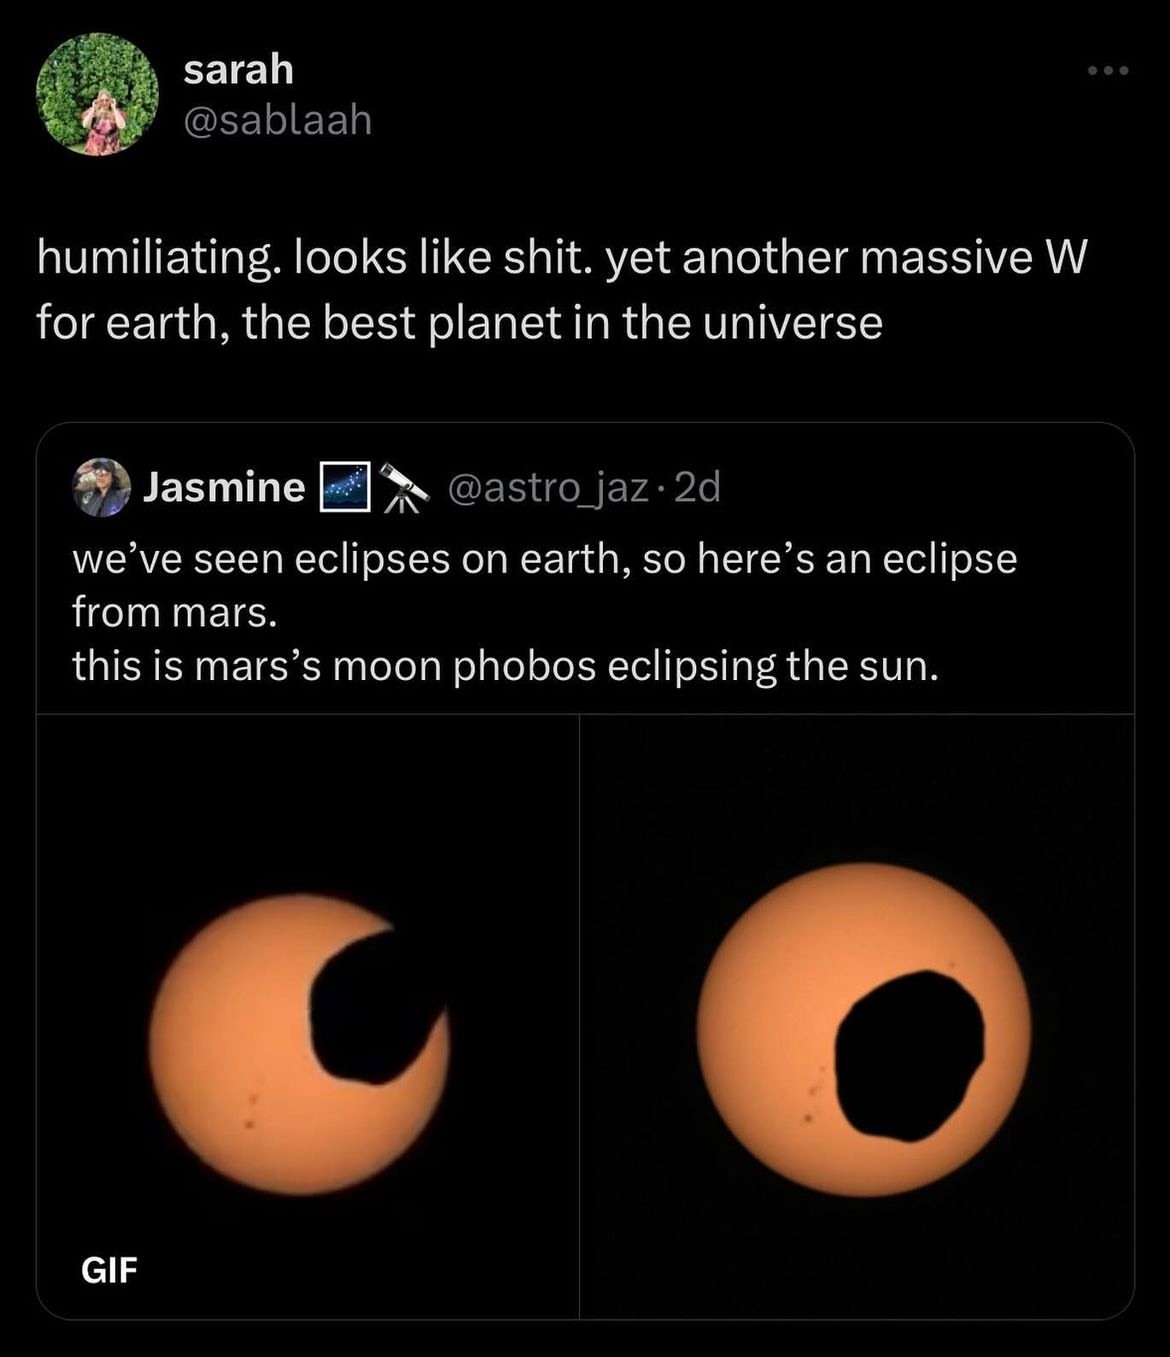 sarah
@sablaah
humiliating. looks like shit. yet another massive W
for earth, the best planet in the universe
Jasmine 🌌🔭 @astro_jaz · 2d
we’ve seen eclipses on earth, so here’s an eclipse
from mars.
this is mars’s moon phobos eclipsing the sun.
GIF